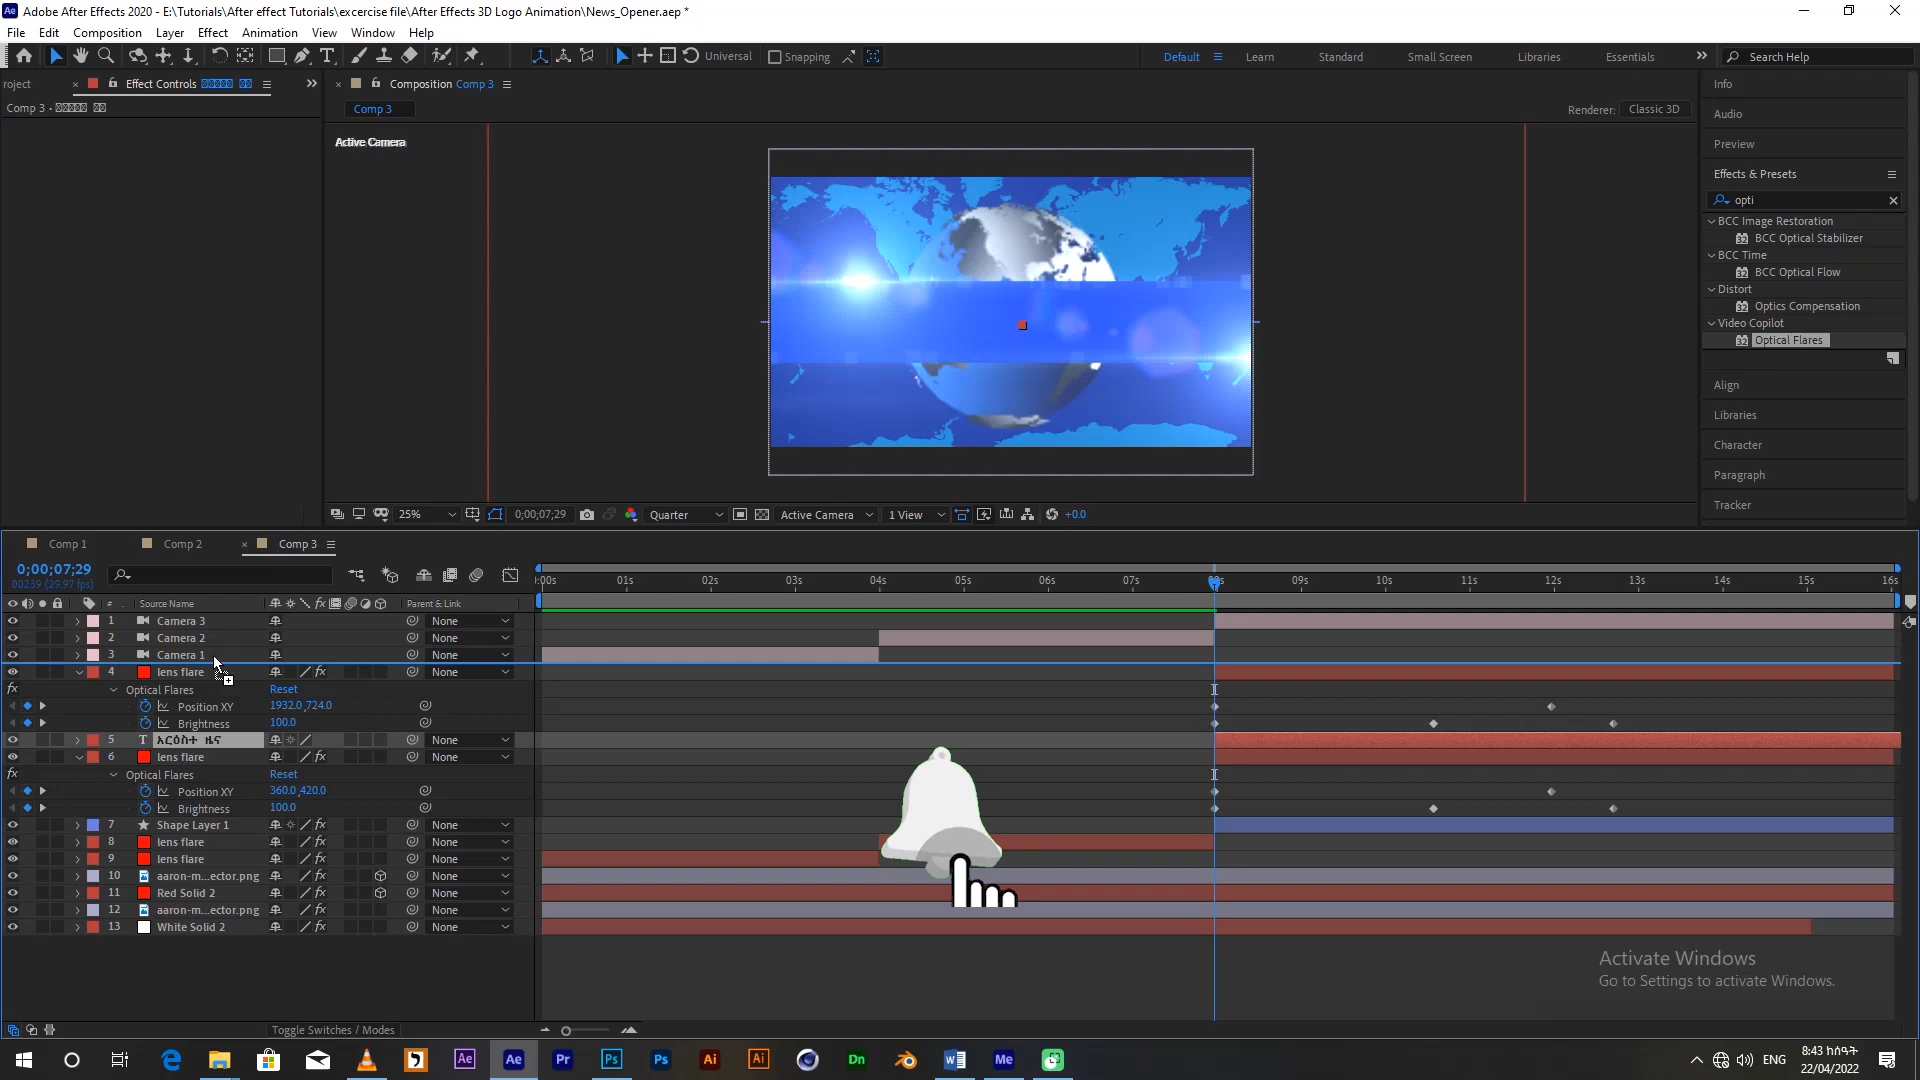 Adobe After Effects 2020 - E:\Tutorials\After effect Tutorials\excercise file\After Effects 3D Logo Animation\News_Opener.aep *
File Edit Composition Layer Effect Animation View Window Help
Universal Snapping Default Learn Standard Small Screen Libraries Essentials Search Help
roject Effect Controls Composition Comp 3 Info
Comp 3 - Comp 3 Renderer: Classic 3D
Audio
Active Camera
Preview
Effects & Presets
opti
BCC Image Restoration
BCC Optical Stabilizer
BCC Time
BCC Optical Flow
Distort
Optics Compensation
Video Copilot
Optical Flares
Align
Libraries
Character
Paragraph
Tracker
25% 0;00;07;29 Quarter Active Camera 1 View +0.0
Comp 1 Comp 2 Comp 3
0;00;07;29
00239 (29.97 fps)
:00s 01s 02s 03s 04s 05s 06s 07s 09s 10s 11s 12s 13s 14s 15s 16s
# Source Name Parent & Link
1 Camera 3 None
2 Camera 2 None
3 Camera 1 None
4 lens flare None
Optical Flares Reset
Position XY 1932.0,724.0
Brightness 100.0
5 T እርዕስተ ዜና None
6 lens flare None
Optical Flares Reset
Position XY 360.0,420.0
Brightness 100.0
7 Shape Layer 1 None
8 lens flare None
9 lens flare None
10 aaron-m...ector.png None
11 Red Solid 2 None
12 aaron-m...ector.png None
13 White Solid 2 None
Activate Windows
Go to Settings to activate Windows.
Toggle Switches / Modes
Ae Ae Pr Ps Ps Ai Ai Dn Me ENG 8:43 ከሰዓት
22/04/2022